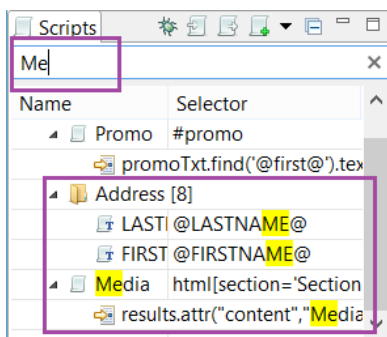 Scripts
Me
Name Selector
Promo #promo
promoTxt.find('@first@').tex
Address [8]
LASTI @LASTNAME@
FIRST @FIRSTNAME@
Media html[section='Section
results.attr("content","Media